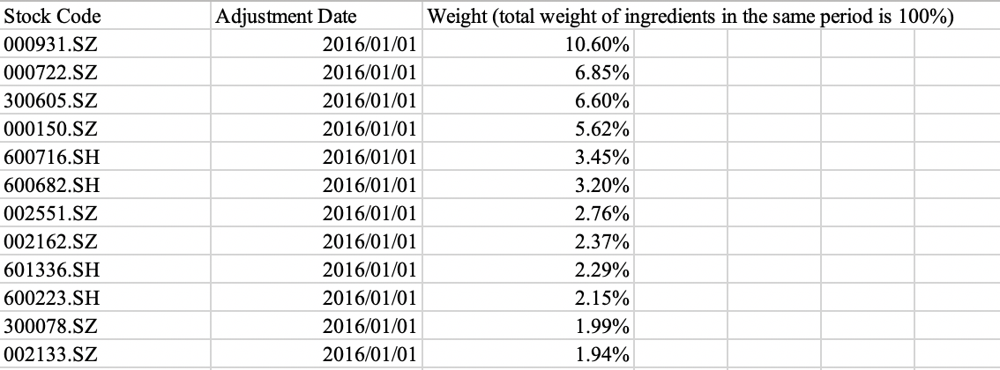 Stock Code Adjustment Date Weight (total weight of ingredients in the same period is 100%)
000931.SZ 2016/01/01 10.60%
000722.SZ 2016/01/01 6.85%
300605.SZ 2016/01/01 6.60%
000150.SZ 2016/01/01 5.62%
600716.SH 2016/01/01 3.45%
600682.SH 2016/01/01 3.20%
002551.SZ 2016/01/01 2.76%
002162.SZ 2016/01/01 2.37%
601336.SH 2016/01/01 2.29%
600223.SH 2016/01/01 2.15%
300078.SZ 2016/01/01 1.99%
002133.SZ 2016/01/01 1.94%